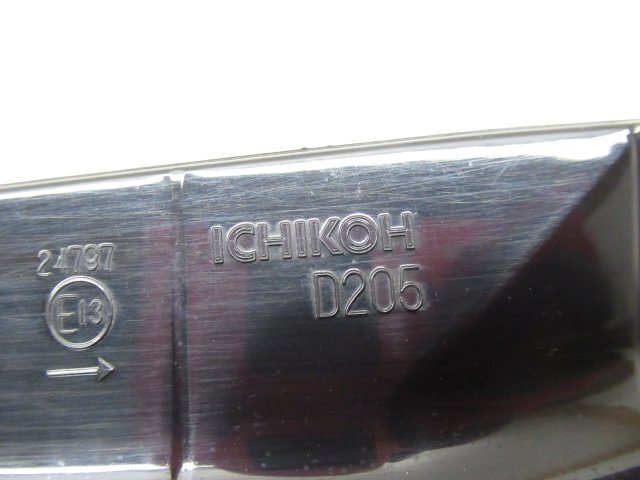 24797
E13
→
ICHIKOH
D205